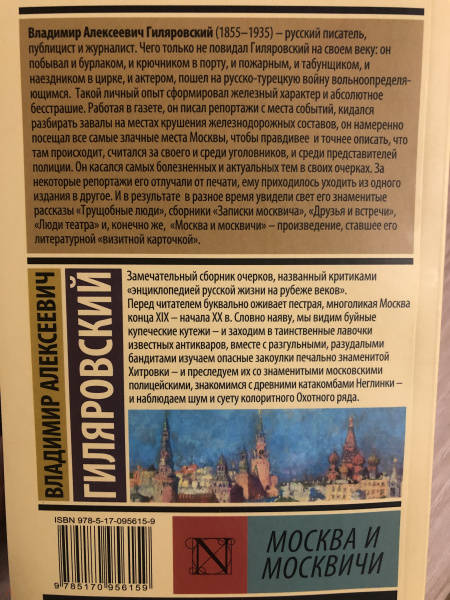 Владимир Алексеевич Гиляровский (1855–1935) – русский писатель,
публицист и журналист. Чего только не повидал Гиляровский на своем веку: он
побывал и бурлаком, и крючником в порту, и пожарным, и табунщиком, и
наездником в цирке, и актером, пошел на русско-турецкую войну вольноопределя-
ющимся. Такой личный опыт сформировал железный характер и абсолютное
бесстрашие. Работая в газете, он писал репортажи с места событий, кидался
разбирать завалы на местах крушения железнодорожных составов, он намеренно
посещал все самые злачные места Москвы, чтобы правдивее и точнее описать, что
там происходит, считался за своего и среди уголовников, и среди представителей
полиции. Он касался самых болезненных и актуальных тем в своих очерках. За
некоторые репортажи его отлучали от печати, ему приходилось уходить из одного
издания в другое. И в результате в разное время увидели свет его знаменитые
рассказы «Трущобные люди», сборники «Записки москвича», «Друзья и встречи»,
«Люди театра» и, конечно же, «Москва и москвичи» – произведение, ставшее его
литературной «визитной карточкой».
ВЛАДИМИР АЛЕКСЕЕВИЧ
ГИЛЯРОВСКИЙ
Замечательный сборник очерков, названный критиками
«энциклопедией русской жизни на рубеже веков».
Перед читателем буквально оживает пестрая, многоликая Москва
конца XIX – начала XX в. Словно наяву, мы видим буйные
купеческие кутежи – и заходим в таинственные лавочки
известных антикваров, вместе с разгульными, разудалыми
бандитами изучаем опасные закоулки печально знаменитой
Хитровки – и преследуем их со знаменитыми московскими
полицейскими, знакомимся с древними катакомбами Неглинки –
и наблюдаем шум и суету колоритного Охотного ряда.
ISBN 978-5-17-095615-9
9 785170 956159
N
МОСКВА И
МОСКВИЧИ